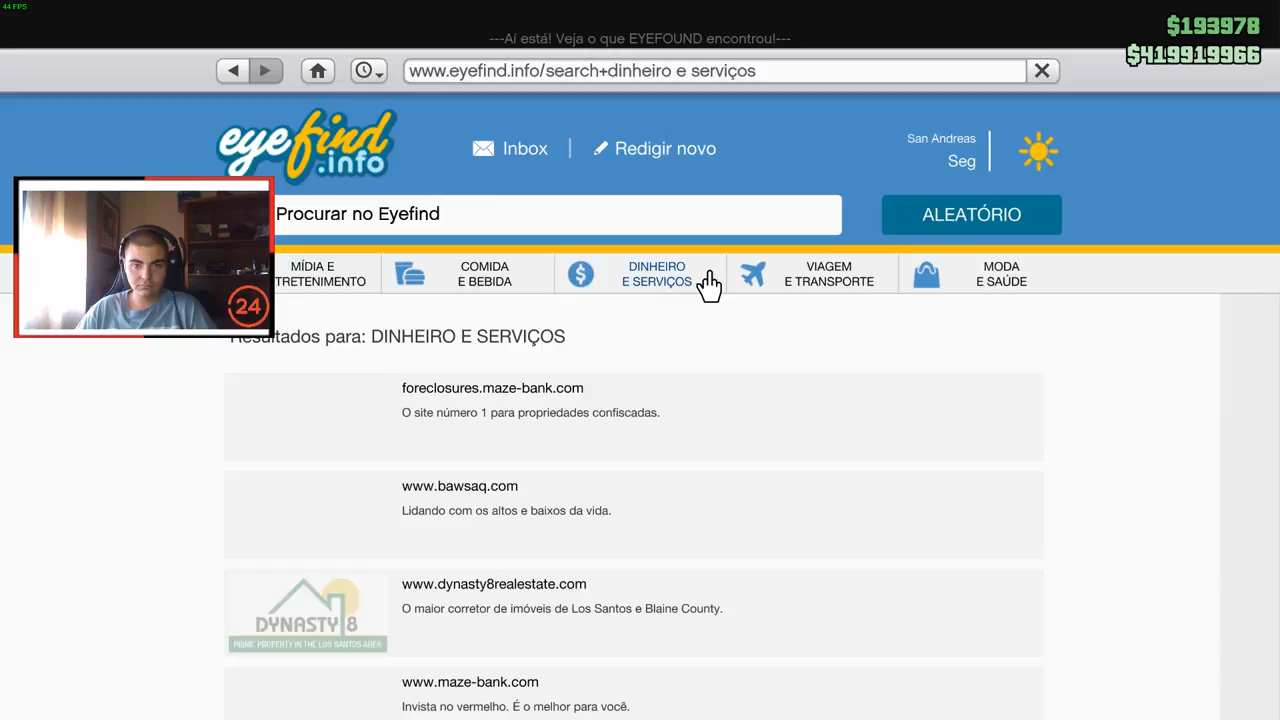 44 FPS
$193978
---Aí está! Veja o que EYEFOUND encontrou!---
$419919966
www.eyefind.info/search+dinheiro e serviços
eyefind
.info
Inbox
Redigir novo
San Andreas
Seg
Procurar no Eyefind
ALEATÓRIO
MÍDIA E
TRETENIMENTO
COMIDA
E BEBIDA
DINHEIRO
E SERVIÇOS
VIAGEM
E TRANSPORTE
MODA
E SAÚDE
24
Resultados para: DINHEIRO E SERVIÇOS
foreclosures.maze-bank.com
O site número 1 para propriedades confiscadas.
www.bawsaq.com
Lidando com os altos e baixos da vida.
www.dynasty8realestate.com
O maior corretor de imóveis de Los Santos e Blaine County.
DYNASTY 8
PRIME PROPERTY IN THE LOS SANTOS AREA
www.maze-bank.com
Invista no vermelho. É o melhor para você.